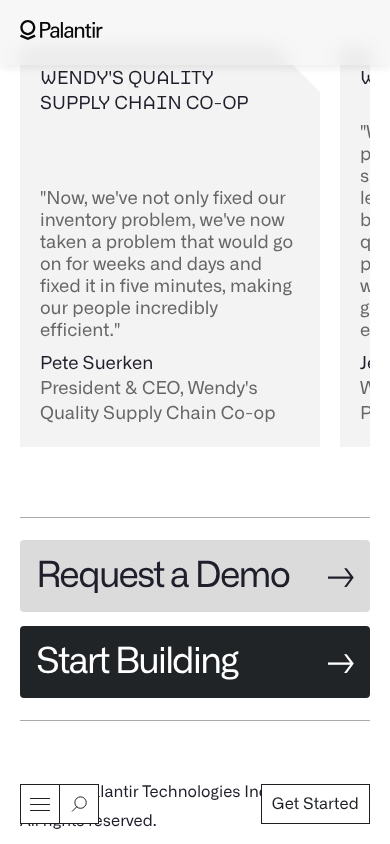 Palantir
WENDY'S QUALITY
SUPPLY CHAIN CO-OP
"Now, we've not only fixed our
inventory problem, we've now
taken a problem that would go
on for weeks and days and
fixed it in five minutes, making
our people incredibly
efficient."
Pete Suerken
President & CEO, Wendy's
Quality Supply Chain Co-op
Request a Demo
Start Building
Technologies
Get Started
reserved.